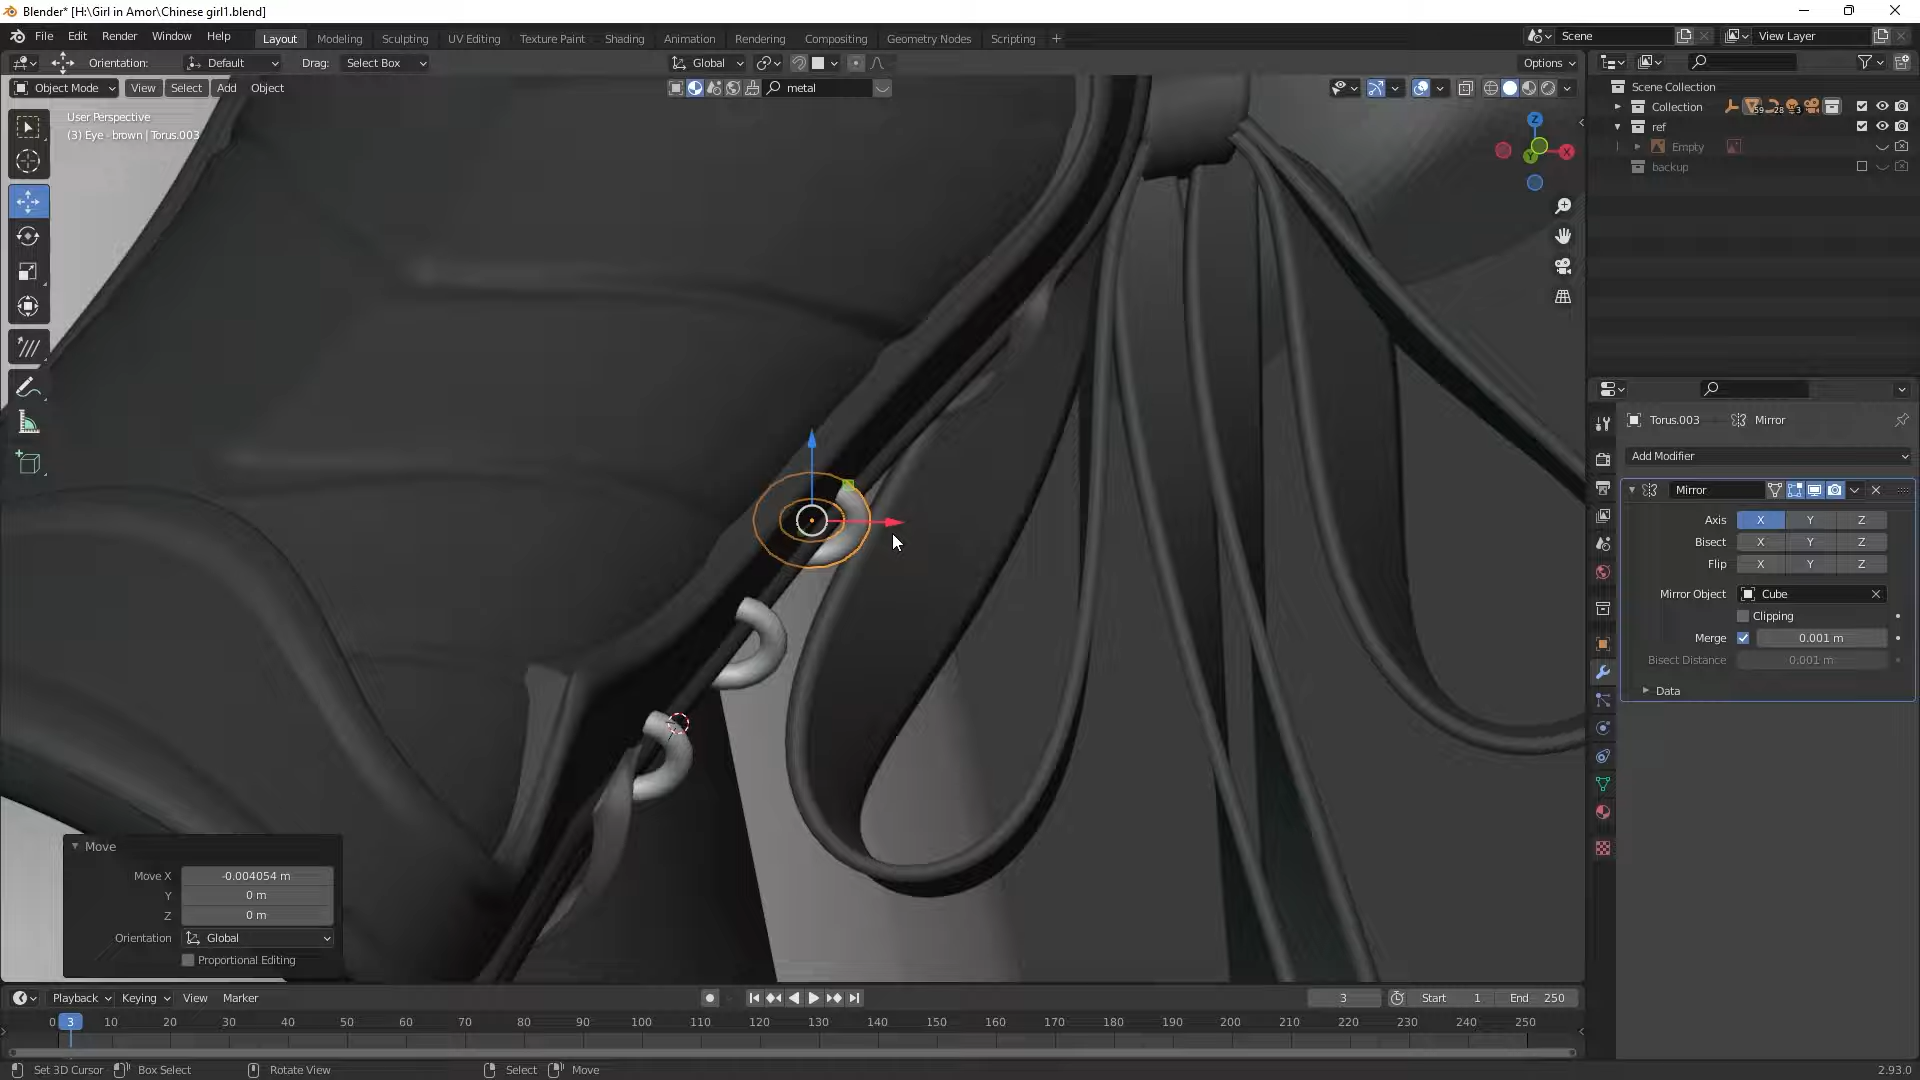 Blender* [H:\Girl in Amor\Chinese girl1.blend]
File Edit Render Window Help Layout Modeling Sculpting UV Editing Texture Paint Shading Animation Rendering Compositing Geometry Nodes Scripting + Scene View Layer
Orientation: Default Drag: Select Box Global Options
Object Mode View Select Add Object metal
User Perspective
(3) Eye - brown | Torus.003
Z
X
Y
Scene Collection
Collection 59 28 3
ref
Empty
backup
Torus.003 Mirror
Add Modifier
Mirror
Axis X Y Z
Bisect X Y Z
Flip X Y Z
Mirror Object Cube
Clipping
Merge 0.001 m
Bisect Distance 0.001 m
Data
Move
Move X -0.004054 m
Y 0 m
Z 0 m
Orientation Global
Proportional Editing
Playback Keying View Marker 3 Start 1 End 250
0 3 10 20 30 40 50 60 70 80 90 100 110 120 130 140 150 160 170 180 190 200 210 220 230 240 250
Set 3D Cursor Box Select Rotate View Select Move 2.93.0